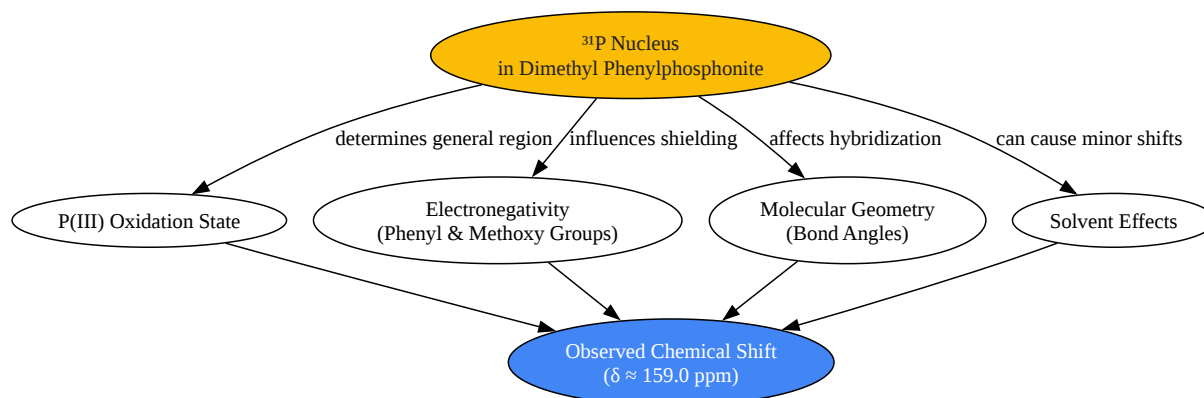 ³¹P Nucleus
in Dimethyl Phenylphosphonite
determines general region
influences shielding
affects hybridization
can cause minor shifts
P(III) Oxidation State
Electronegativity
(Phenyl & Methoxy Groups)
Molecular Geometry
(Bond Angles)
Solvent Effects
Observed Chemical Shift
(δ ≈ 159.0 ppm)